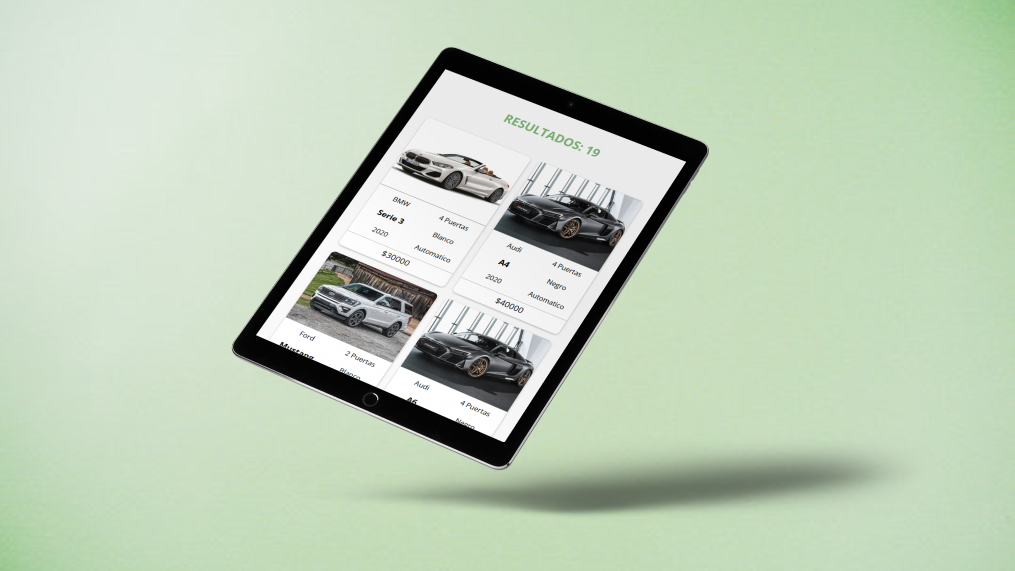 RESULTADOS: 19
BMW
4 Puertas
Serie 3
Blanco
2020
Automatico
$30000
Audi
4 Puertas
A4
Negro
2020
Automatico
$40000
Ford
2 Puertas
Mustang
Blanco
Audi
4 Puertas
A6
Negro